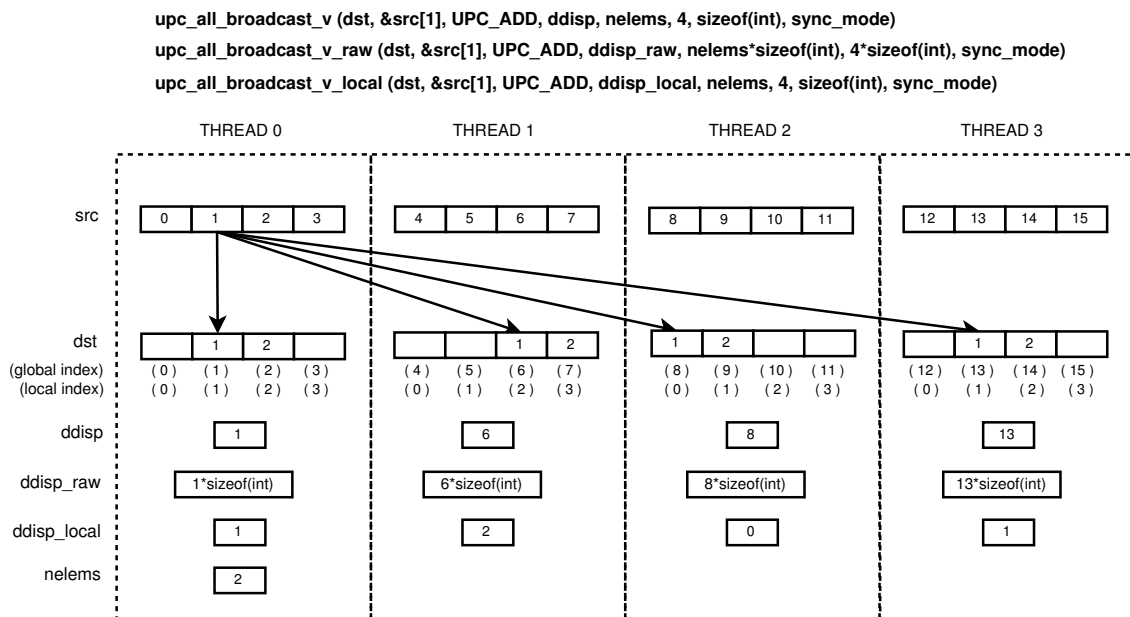 upc_all_broadcast_v (dst, &src[1], UPC_ADD, ddisp, nelems, 4, sizeof(int), sync_mode)
upc_all_broadcast_v_raw (dst, &src[1], UPC_ADD, ddisp_raw, nelems*sizeof(int), 4*sizeof(int), sync_mode)
upc_all_broadcast_v_local (dst, &src[1], UPC_ADD, ddisp_local, nelems, 4, sizeof(int), sync_mode)
THREAD 0 THREAD 1 THREAD 2 THREAD 3
src 0 1 2 3 4 5 6 7 8 9 10 11 12 13 14 15
dst 1 2 1 2 1 2 1 2
(global index) ( 0 ) ( 1 ) ( 2 ) ( 3 ) ( 4 ) ( 5 ) ( 6 ) ( 7 ) ( 8 ) ( 9 ) ( 10 ) ( 11 ) ( 12 ) ( 13 ) ( 14 ) ( 15 )
(local index) ( 0 ) ( 1 ) ( 2 ) ( 3 ) ( 0 ) ( 1 ) ( 2 ) ( 3 ) ( 0 ) ( 1 ) ( 2 ) ( 3 ) ( 0 ) ( 1 ) ( 2 ) ( 3 )
ddisp 1 6 8 13
ddisp_raw 1*sizeof(int) 6*sizeof(int) 8*sizeof(int) 13*sizeof(int)
ddisp_local 1 2 0 1
nelems 2